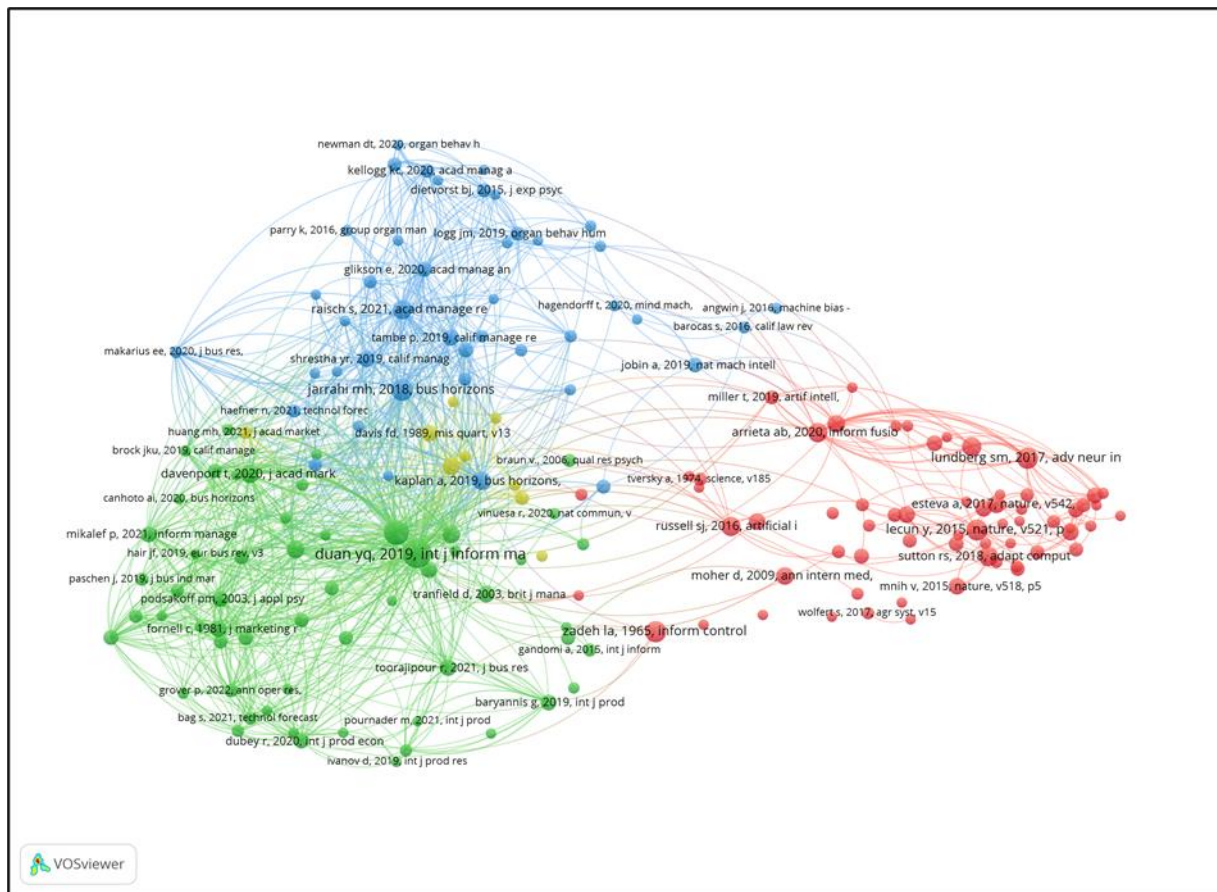 newman dt, 2020, organ behav h
kellogg kc, 2020, acad manag a
dietvorst bj, 2015, j exp psyc
parry k, 2016, group organ man
logg jm, 2019, organ behav hum
glikson e, 2020, acad manag an
hagendorff t, 2020, mind mach,
angwin j, 2016, machine bias -
raisch s, 2021, acad manage re
barocas s, 2016, calif law rev
tambe p, 2019, calif manage re
makarius ee, 2020, j bus res,
shrestha yr, 2019, calif manag
jobin a, 2019, nat mach intell
jarrahi mh, 2018, bus horizons
miller t, 2019, artif intell,
haefner n, 2021, technol forec
huang mh, 2021, j acad market
davis fd, 1989, mis quart, v13
arrieta ab, 2020, inform fusio
brock jku, 2019, calif manage
lundberg sm, 2017, adv neur in
braun v., 2006, qual res psych
davenport t, 2020, j acad mark
kaplan a, 2019, bus horizons,
tversky a, 1974, science, v185
canhoto ai, 2020, bus horizons
esteva a, 2017, nature, v542,
vinuesa r, 2020, nat commun, v
russell sj, 2016, artificial i
lecun y, 2015, nature, v521, p
mikalef p, 2021, inform manage
hair jf, 2019, eur bus rev, v3
duan yq, 2019, int j inform ma
sutton rs, 2018, adapt comput
paschen j, 2019, j bus ind mar
moher d, 2009, ann intern med,
mnih v, 2015, nature, v518, p5
podsakoff pm, 2003, j appl psy
tranfield d, 2003, brit j mana
wolfert s, 2017, agr syst, v15
fornell c, 1981, j marketing r
zadeh la, 1965, inform control
gandomi a, 2015, int j inform
toorajipour r, 2021, j bus res
grover p, 2022, ann oper res,
baryannis g, 2019, int j prod
bag s, 2021, technol forecast
pournader m, 2021, int j prod
dubey r, 2020, int j prod econ
ivanov d, 2019, int j prod res
VOSviewer